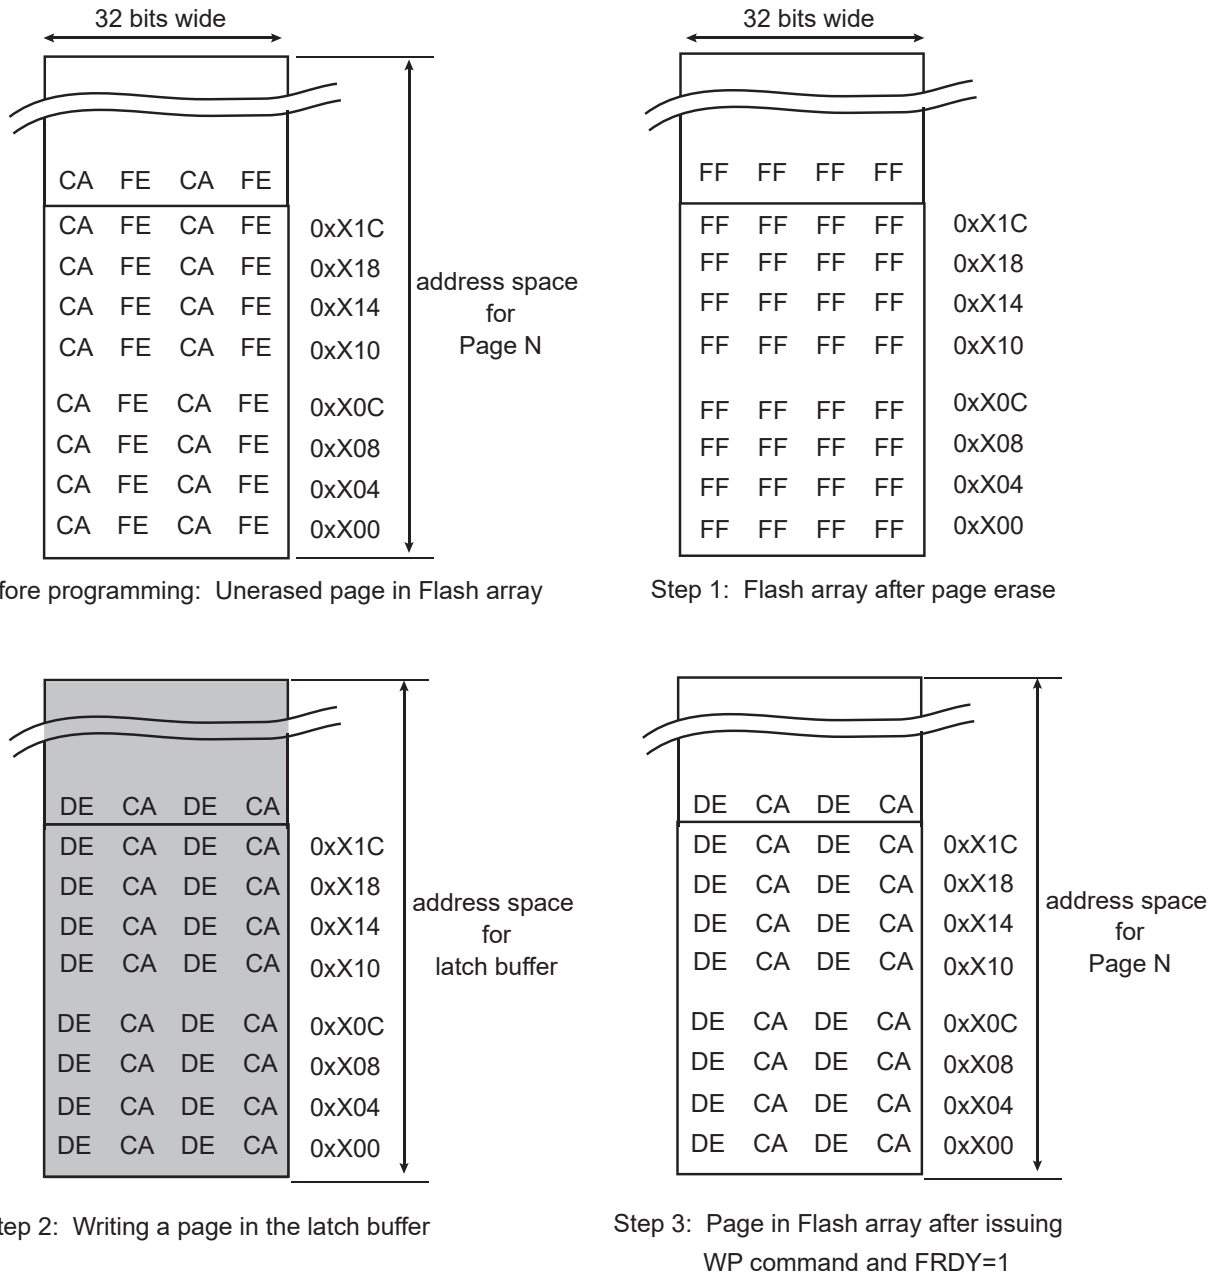 32 bits wide
CA FE CA FE
CA FE CA FE 0xX1C
CA FE CA FE 0xX18
CA FE CA FE 0xX14
CA FE CA FE 0xX10
CA FE CA FE 0xX0C
CA FE CA FE 0xX08
CA FE CA FE 0xX04
CA FE CA FE 0xX00
address space
for
Page N
fore programming: Unerased page in Flash array
32 bits wide
FF FF FF FF
FF FF FF FF 0xX1C
FF FF FF FF 0xX18
FF FF FF FF 0xX14
FF FF FF FF 0xX10
FF FF FF FF 0xX0C
FF FF FF FF 0xX08
FF FF FF FF 0xX04
FF FF FF FF 0xX00
Step 1: Flash array after page erase
DE CA DE CA
DE CA DE CA 0xX1C
DE CA DE CA 0xX18
DE CA DE CA 0xX14
DE CA DE CA 0xX10
DE CA DE CA 0xX0C
DE CA DE CA 0xX08
DE CA DE CA 0xX04
DE CA DE CA 0xX00
address space
for
latch buffer
tep 2: Writing a page in the latch buffer
DE CA DE CA
DE CA DE CA 0xX1C
DE CA DE CA 0xX18
DE CA DE CA 0xX14
DE CA DE CA 0xX10
DE CA DE CA 0xX0C
DE CA DE CA 0xX08
DE CA DE CA 0xX04
DE CA DE CA 0xX00
address space
for
Page N
Step 3: Page in Flash array after issuing
WP command and FRDY=1